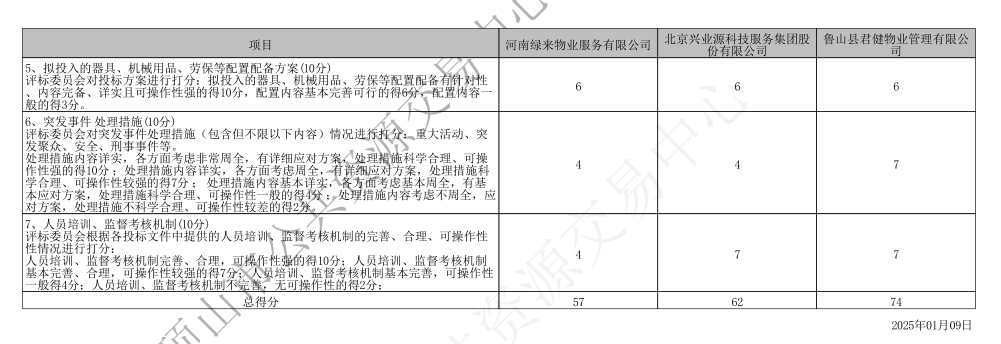 项目
河南绿来物业服务有限公司
北京兴业源科技服务集团股
份有限公司
鲁山县君健物业管理有限公
司
5、拟投入的器具、机械用品、劳保等配置配备方案(10分)
评标委员会对投标方案进行打分：拟投入的器具、机械用品、劳保等配置配备有针对性
、内容完备、详实且可操作性强的得10分，配置内容基本完善可行的得6分，配置内容一
般的得3分。
6
6
6
6、突发事件 处理措施(10分)
评标委员会对突发事件处理措施（包含但不限以下内容）情况进行打分：重大活动、突
发聚众、安全、刑事事件等。
处理措施内容详实，各方面考虑非常周全，有详细应对方案，处理措施科学合理、可操
作性强的得10分； 处理措施内容详实，各方面考虑周全，有详细应对方案，处理措施科
学合理、可操作性较强的得7分； 处理措施内容基本详实，各方面考虑基本周全，有基
本应对方案，处理措施科学合理、可操作性一般的得4分；处理措施内容考虑不周全，应
对方案，处理措施不科学合理、可操作性较差的得2分。
4
4
7
7、人员培训、监督考核机制(10分)
评标委员会根据各投标文件中提供的人员培训、监督考核机制的完善、合理、可操作性
性情况进行打分：
人员培训、监督考核机制完善、合理，可操作性强的得10分；人员培训、监督考核机制
基本完善、合理，可操作性较强的得7分；人员培训、监督考核机制基本完善，可操作性
一般得4分；人员培训、监督考核机制不完善，无可操作性的得2分；
4
7
7
总得分
57
62
74
2025年01月09日